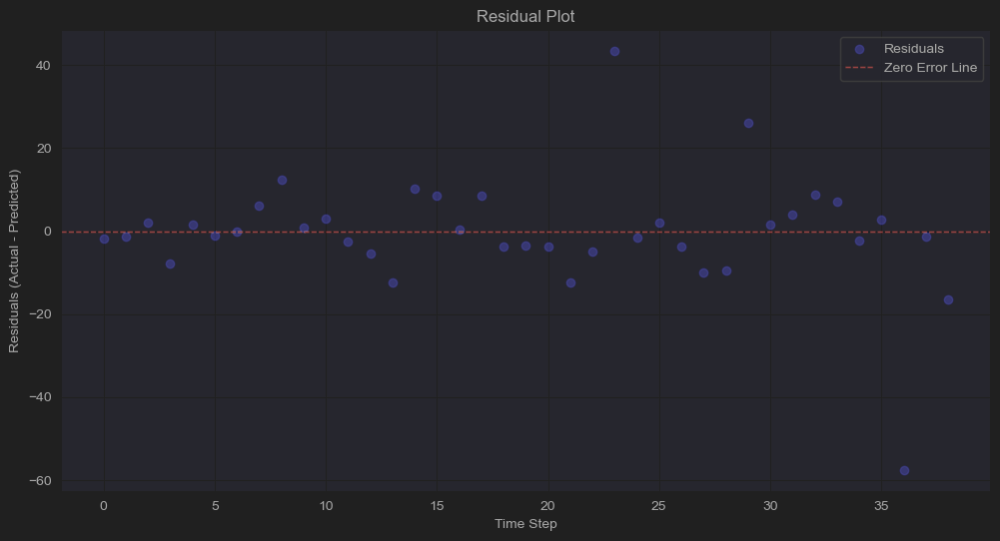 Residual Plot
Residuals
Zero Error Line
Residuals (Actual - Predicted)
40
20
0
−20
−40
−60
0 5 10 15 20 25 30 35
Time Step